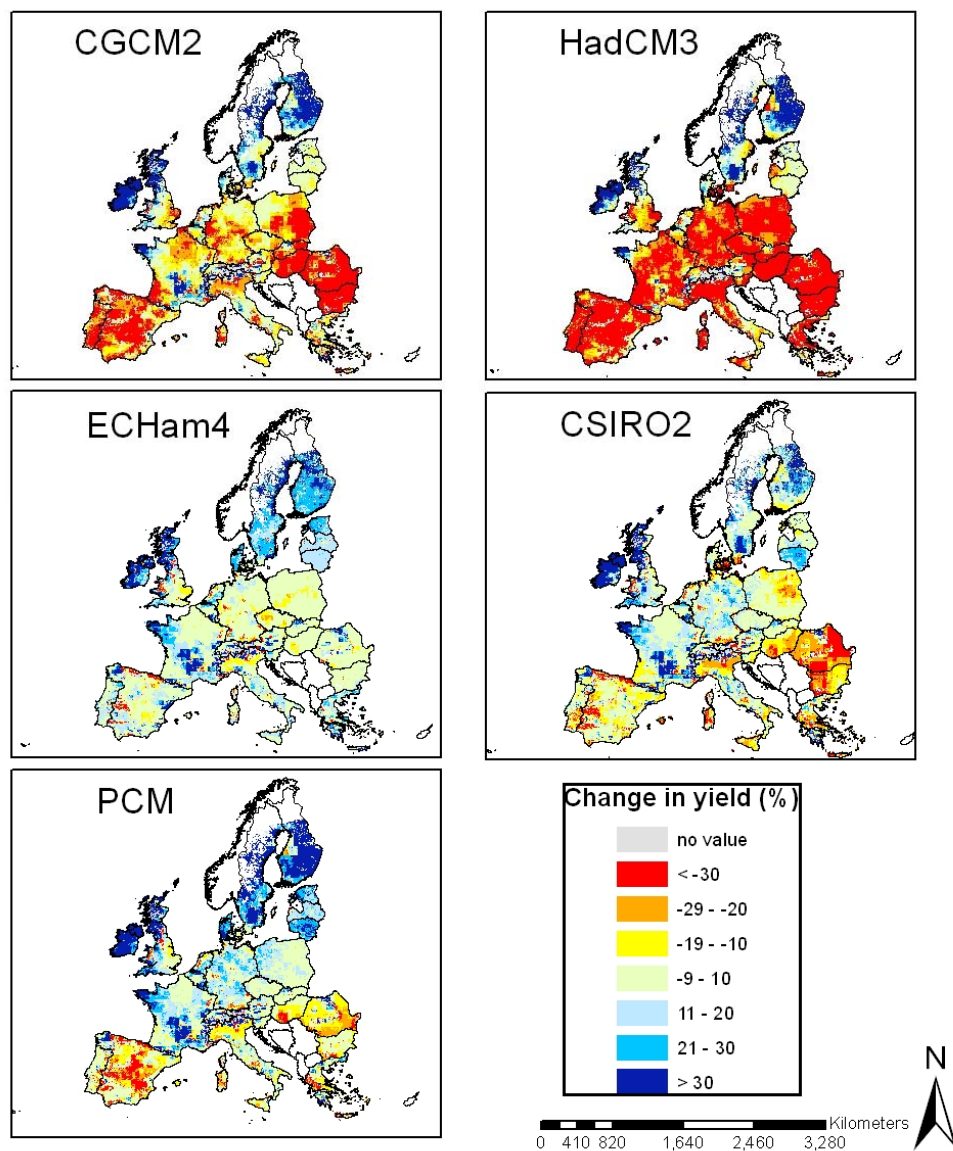 CGCM2
HadCM3
ECHam4
CSIRO2
PCM
Change in yield (%)
no value
< -30
-29 - -20
-19 - -10
-9 - 10
11 - 20
21 - 30
> 30
N
Kilometers
0 410 820 1,640 2,460 3,280